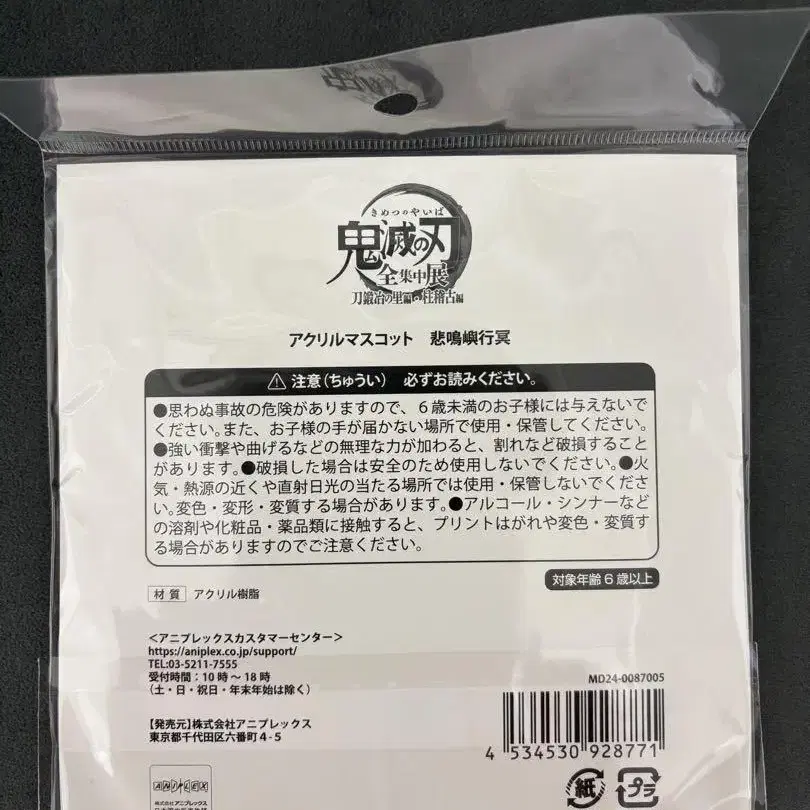 きめつのやいば
鬼滅の刃
全集中展
刀鍛冶の里編・柱稽古編
アクリルマスコット 悲鳴嶼行冥
注意(ちゅうい) 必ずお読みください。
●思わぬ事故の危険がありますので、6歳未満のお子様には与えないで
ください。また、お子様の手が届かない場所で使用・保管してください。
●強い衝撃や曲げるなどの無理な力が加わると、割れなど破損すること
があります。●破損した場合は安全のため使用しないでください。●火
気・熱源の近くや直射日光の当たる場所では使用・保管しないでくださ
い。変色・変形・変質する場合があります。●アルコール・シンナーなど
の溶剤や化粧品・薬品類に接触すると、プリントはがれや変色・変質す
る場合がありますのでご注意ください。
対象年齢6歳以上
材質 アクリル樹脂
<アニプレックスカスタマーセンター>
https://aniplex.co.jp/support/
TEL:03-5211-7555
受付時間:10時～18時
(土・日・祝日・年末年始は除く)
MD24-0087005
【発売元】株式会社アニプレックス
東京都千代田区六番町4-5
4 534530 928771
ANIPLEX
株式会社アニプレックス
紙
プラ